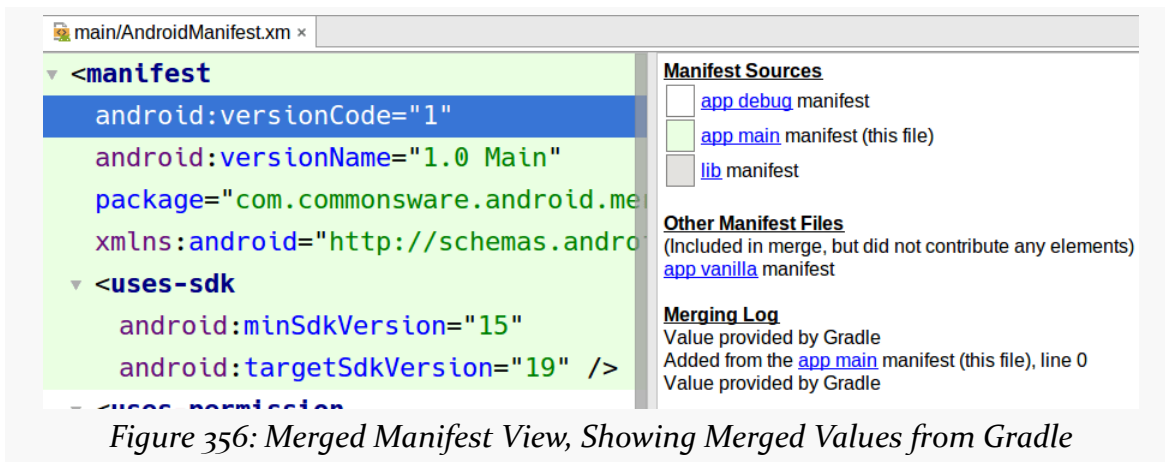 main/AndroidManifest.xm ×
<manifest
android:versionCode="1"
android:versionName="1.0 Main"
package="com.commonsware.android.me
xmlns:android="http://schemas.andro
<uses-sdk
android:minSdkVersion="15"
android:targetSdkVersion="19" />
<uses-permission
Manifest Sources
app debug manifest
app main manifest (this file)
lib manifest
Other Manifest Files
(Included in merge, but did not contribute any elements)
app vanilla manifest
Merging Log
Value provided by Gradle
Added from the app main manifest (this file), line 0
Value provided by Gradle
Figure 356: Merged Manifest View, Showing Merged Values from Gradle